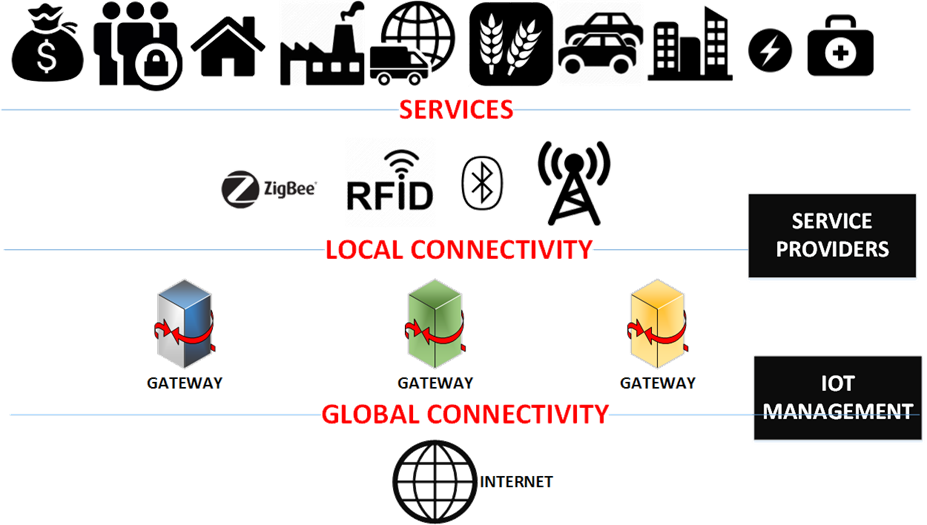 $
SERVICES
ZigBee®
RFID
SERVICE
PROVIDERS
LOCAL CONNECTIVITY
GATEWAY
GATEWAY
GATEWAY
IOT
MANAGEMENT
GLOBAL CONNECTIVITY
INTERNET